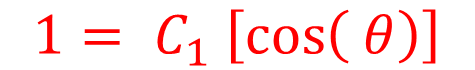 1 = C₁ [cos( θ)]